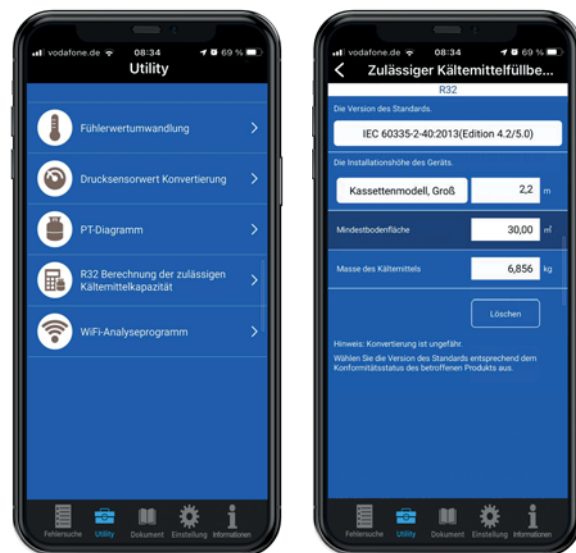 vodafone.de 08:34 69 %
Utility
Fühlerwertumwandlung
Drucksensorwert Konvertierung
PT-Diagramm
R32 Berechnung der zulässigen
Kältemittelkapazität
WiFi-Analyseprogramm
Fehlersuche Utility Dokument Einstellung Informationen
vodafone.de 08:34 69 %
Zulässiger Kältemittelfüllbe...
R32
Die Version des Standards.
IEC 60335-2-40:2013(Edition 4.2/5.0)
Die Installationshöhe des Geräts.
Kassettenmodell, Groß 2,2 m
Mindestbodenfläche 30,00 ㎡
Masse des Kältemittels 6,856 kg
Löschen
Hinweis: Konvertierung ist ungefähr.
Wählen Sie die Version des Standards entsprechend dem
Konformitätsstatus des betroffenen Produkts aus.
Fehlersuche Utility Dokument Einstellung Informationen